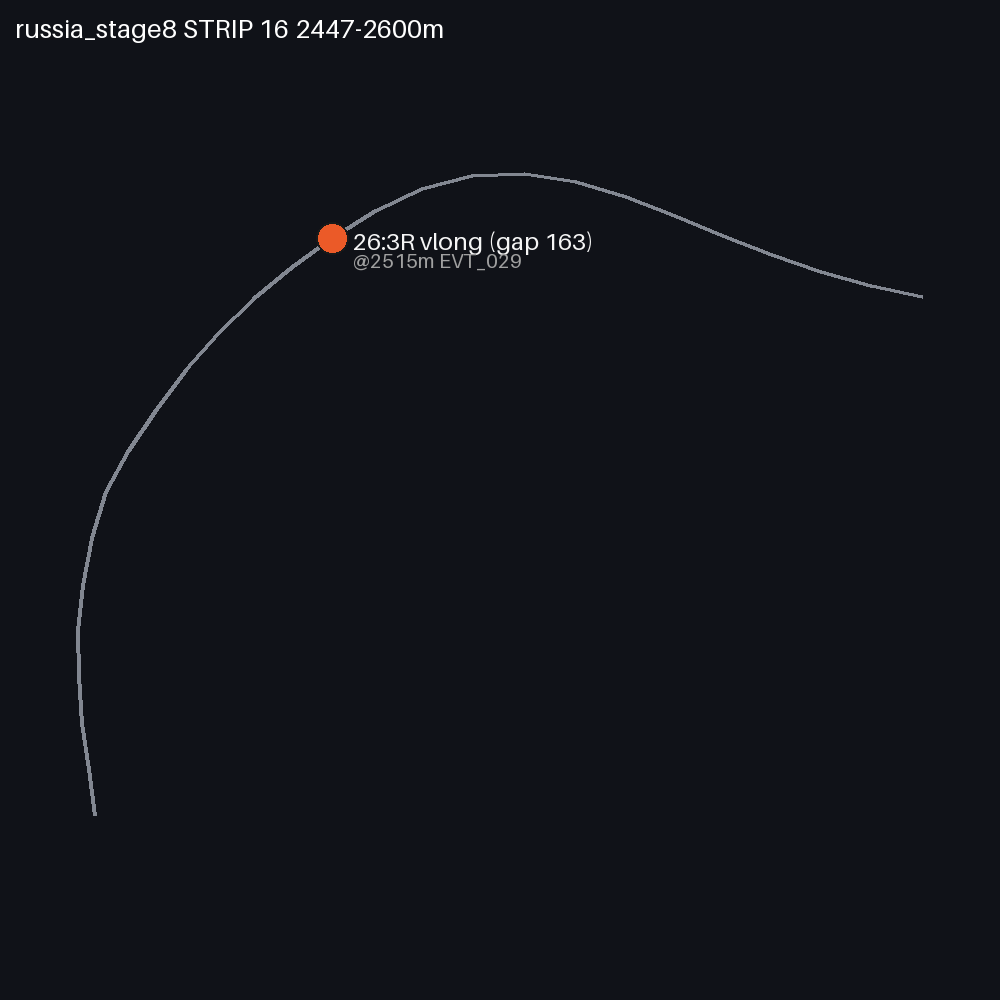 russia_stage8 STRIP 16 2447-2600m
26:3R vlong (gap 163)
@2515m EVT_029